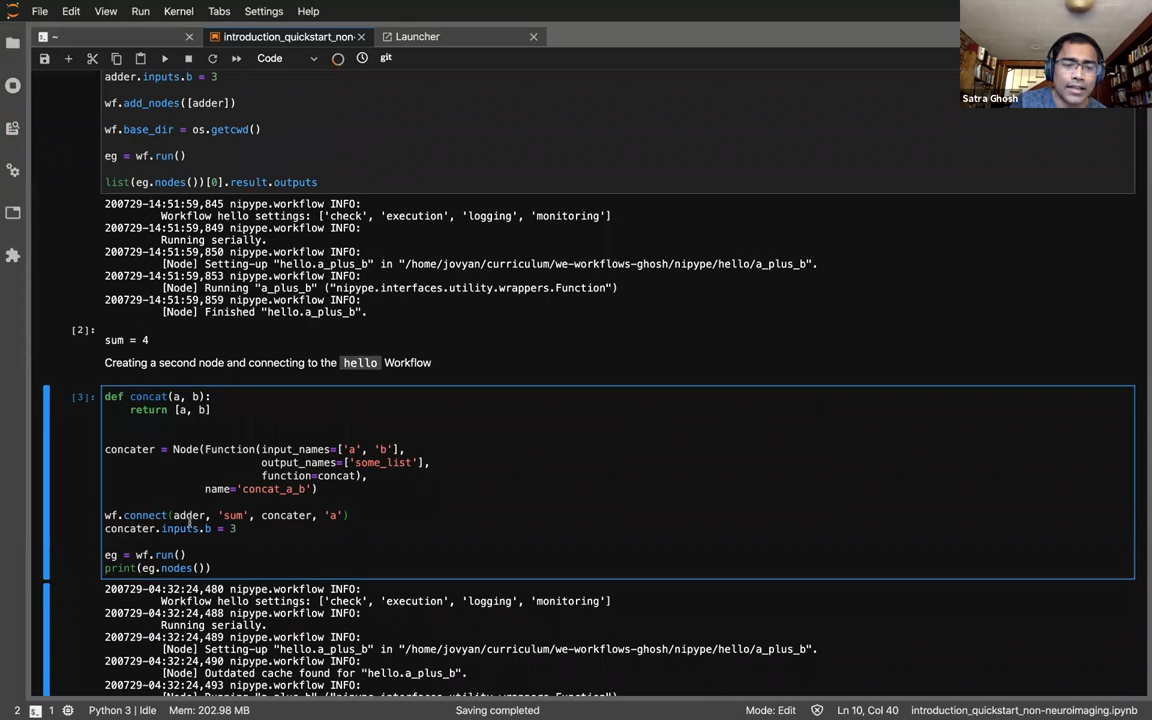 File Edit View Run Kernel Tabs Settings Help
~
introduction_quickstart_non-
Launcher
Code
git
Satra Ghosh
adder.inputs.b = 3
wf.add_nodes([adder])
wf.base_dir = os.getcwd()
eg = wf.run()
list(eg.nodes())[0].result.outputs
200729-14:51:59,845 nipype.workflow INFO:
Workflow hello settings: ['check', 'execution', 'logging', 'monitoring']
200729-14:51:59,849 nipype.workflow INFO:
Running serially.
200729-14:51:59,850 nipype.workflow INFO:
[Node] Setting-up "hello.a_plus_b" in "/home/jovyan/curriculum/we-workflows-ghosh/nipype/hello/a_plus_b".
200729-14:51:59,853 nipype.workflow INFO:
[Node] Running "a_plus_b" ("nipype.interfaces.utility.wrappers.Function")
200729-14:51:59,859 nipype.workflow INFO:
[Node] Finished "hello.a_plus_b".
[2]:
sum = 4
Creating a second node and connecting to the hello Workflow
[3]: def concat(a, b):
return [a, b]
concater = Node(Function(input_names=['a', 'b'],
output_names=['some_list'],
function=concat),
name='concat_a_b')
wf.connect(adder, 'sum', concater, 'a')
concater.inputs.b = 3
eg = wf.run()
print(eg.nodes())
200729-04:32:24,480 nipype.workflow INFO:
Workflow hello settings: ['check', 'execution', 'logging', 'monitoring']
200729-04:32:24,488 nipype.workflow INFO:
Running serially.
200729-04:32:24,489 nipype.workflow INFO:
[Node] Setting-up "hello.a_plus_b" in "/home/jovyan/curriculum/we-workflows-ghosh/nipype/hello/a_plus_b".
200729-04:32:24,490 nipype.workflow INFO:
[Node] Outdated cache found for "hello.a_plus_b".
200729-04:32:24,493 nipype.workflow INFO:
[Node] Running "a_plus_b" ("nipype.interfaces.utility.wrappers.Function")
2 1 Python 3 | Idle Mem: 202.98 MB Saving completed Mode: Edit Ln 10, Col 40 introduction_quickstart_non-neuroimaging.ipynb